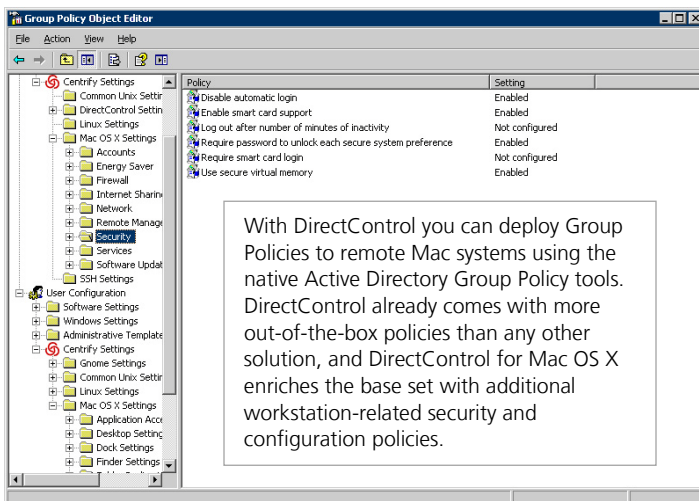 Group Policy Object Editor
File Action View Help
Policy Setting
Centrify Settings
Common Unix Settir
DirectControl Settin
Linux Settings
Mac OS X Settings
Accounts
Energy Saver
Firewall
Internet Sharin
Network
Remote Manage
Security
Services
Software Updat
SSH Settings
User Configuration
Software Settings
Windows Settings
Administrative Template
Centrify Settings
Gnome Settings
Common Unix Settir
Linux Settings
Mac OS X Settings
Application Acce
Desktop Setting
Dock Settings
Finder Settings
Disable automatic login Enabled
Enable smart card support Enabled
Log out after number of minutes of inactivity Not configured
Require password to unlock each secure system preference Enabled
Require smart card login Not configured
Use secure virtual memory Enabled
With DirectControl you can deploy Group
Policies to remote Mac systems using the
native Active Directory Group Policy tools.
DirectControl already comes with more
out-of-the-box policies than any other
solution, and DirectControl for Mac OS X
enriches the base set with additional
workstation-related security and
configuration policies.